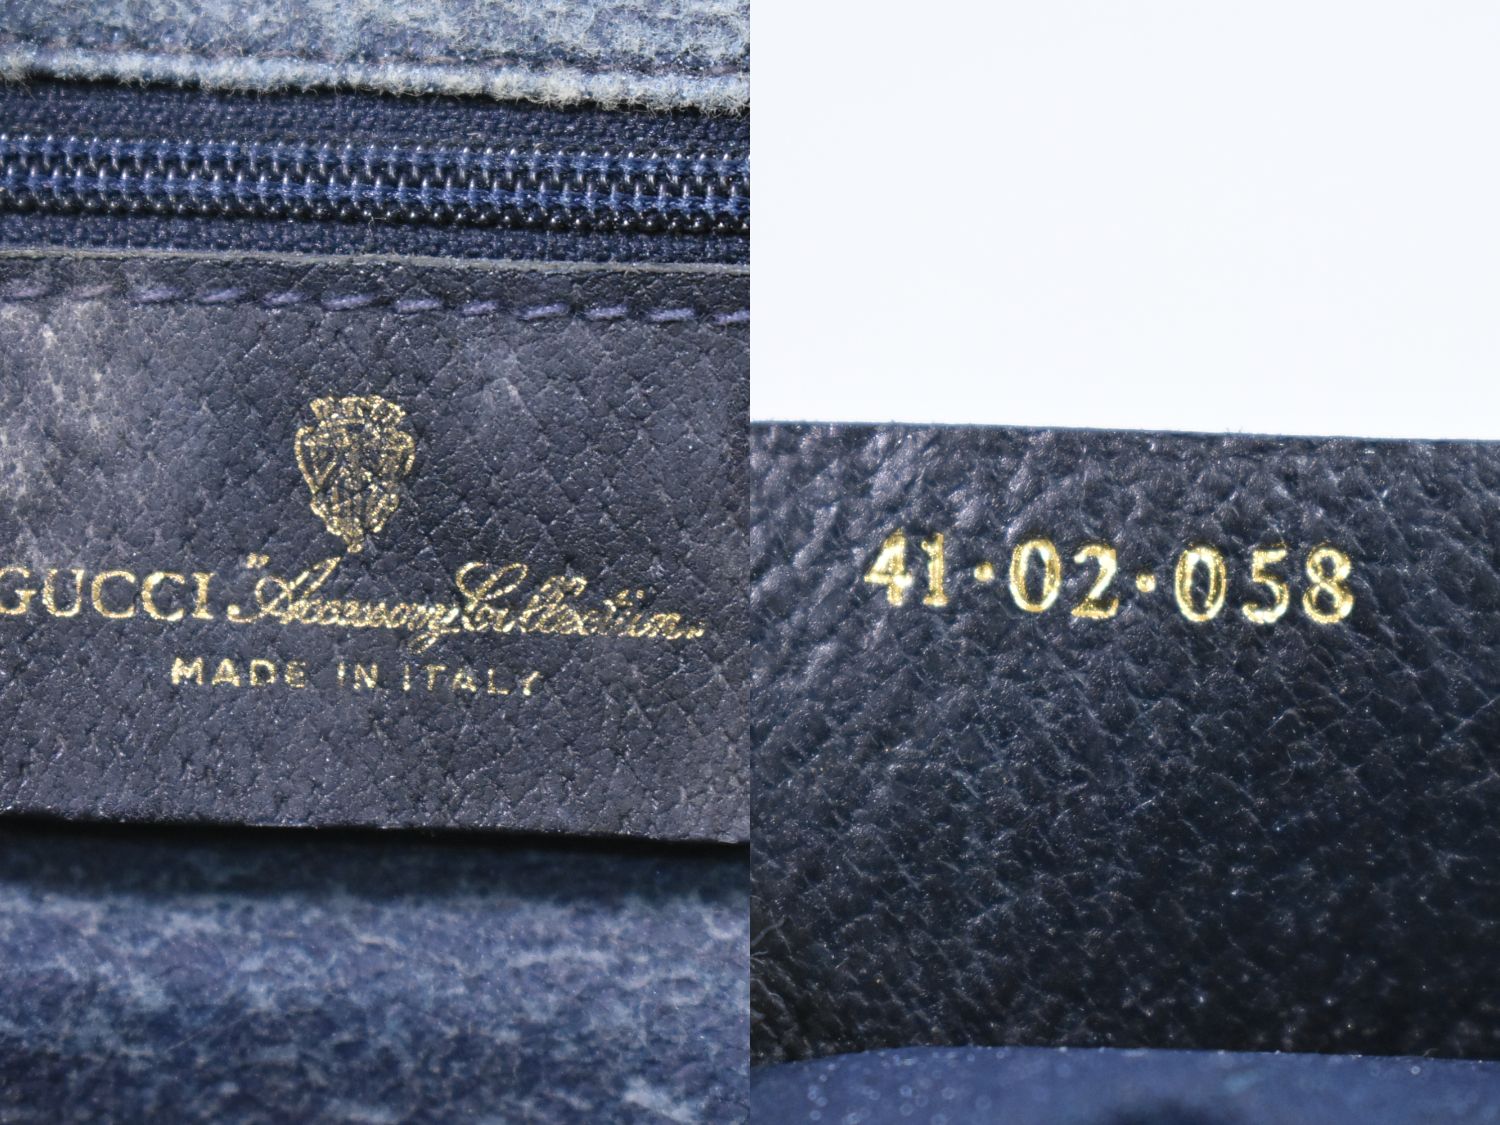 GUCCI "Accessory Collection"
MADE IN ITALY
41·02·058